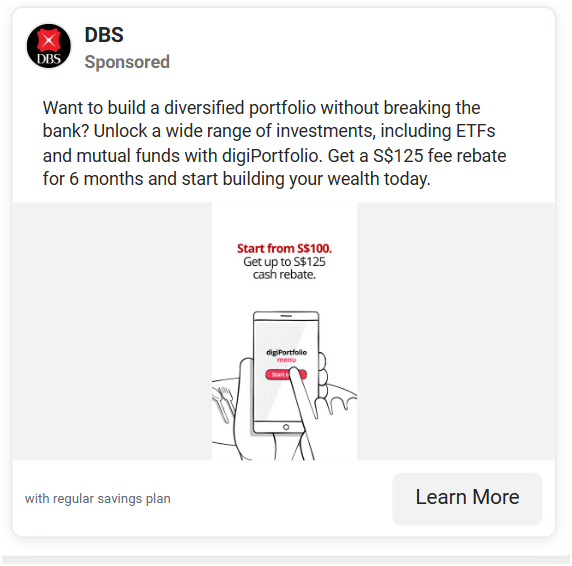 DBS
DBS
Sponsored
Want to build a diversified portfolio without breaking the
bank? Unlock a wide range of investments, including ETFs
and mutual funds with digiPortfolio. Get a S$125 fee rebate
for 6 months and start building your wealth today.
Start from S$100.
Get up to S$125
cash rebate.
digiPortfolio
menu
Start
with regular savings plan
Learn More